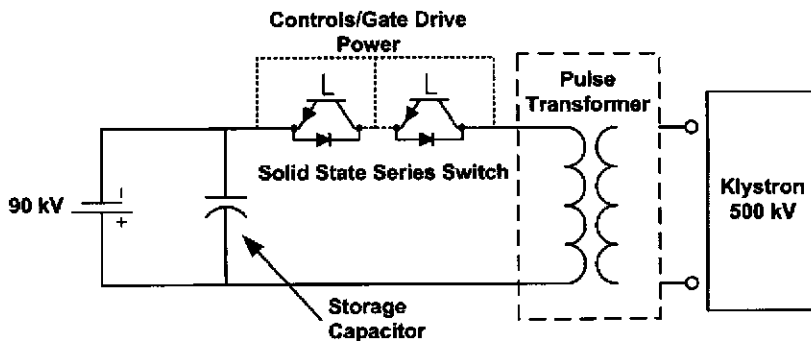 Controls/Gate Drive
Power
L
L
Pulse
Transformer
Solid State Series Switch
Klystron
500 kV
90 kV
−
+
Storage
Capacitor